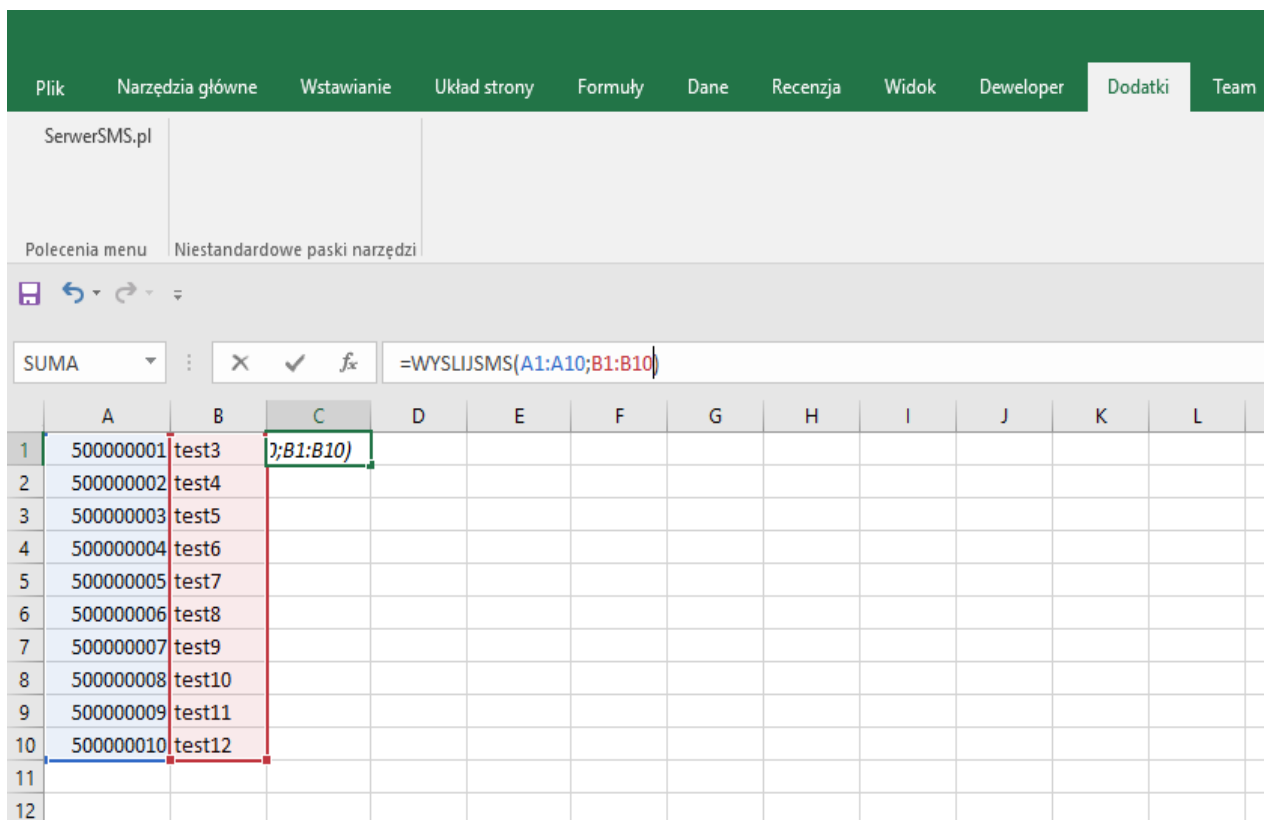 Plik Narzędzia główne Wstawianie Układ strony Formuły Dane Recenzja Widok Deweloper Dodatki Team
SerwerSMS.pl
Polecenia menu Niestandardowe paski narzędzi
SUMA fx =WYSLIJSMS(A1:A10;B1:B10)
A B C D E F G H I J K L
1 500000001 test3 0;B1:B10)
2 500000002 test4
3 500000003 test5
4 500000004 test6
5 500000005 test7
6 500000006 test8
7 500000007 test9
8 500000008 test10
9 500000009 test11
10 500000010 test12
11
12